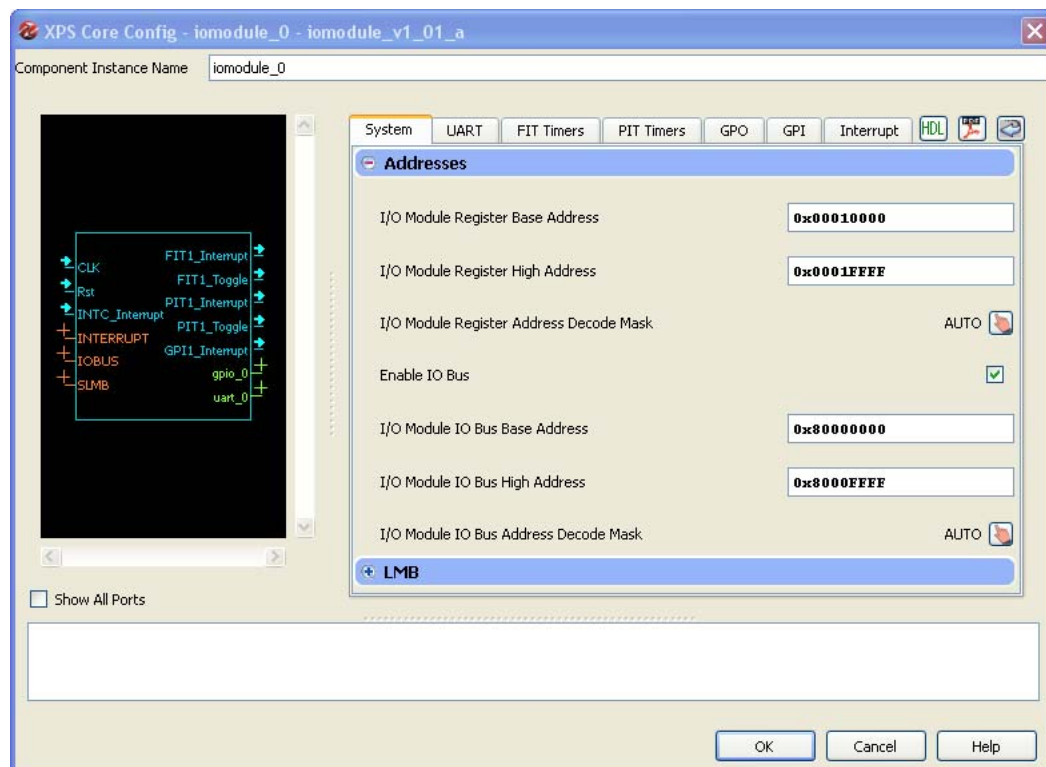 XPS Core Config - iomodule_0 - iomodule_v1_01_a
Component Instance Name iomodule_0
System UART FIT Timers PIT Timers GPO GPI Interrupt HDL
Addresses
I/O Module Register Base Address 0x00010000
I/O Module Register High Address 0x0001FFFF
I/O Module Register Address Decode Mask AUTO
Enable IO Bus
I/O Module IO Bus Base Address 0x80000000
I/O Module IO Bus High Address 0x8000FFFF
I/O Module IO Bus Address Decode Mask AUTO
LMB
CLK
Rst
INTC_Interrupt
INTERRUPT
IOBUS
SLMB
FIT1_Interrupt
FIT1_Toggle
PIT1_Interrupt
PIT1_Toggle
GPI1_Interrupt
gpio_0
uart_0
Show All Ports
OK Cancel Help